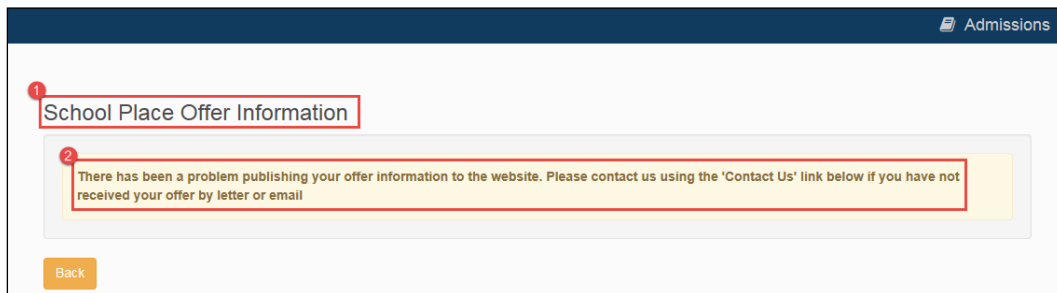 Admissions
1
School Place Offer Information
2
There has been a problem publishing your offer information to the website. Please contact us using the 'Contact Us' link below if you have not
received your offer by letter or email
Back